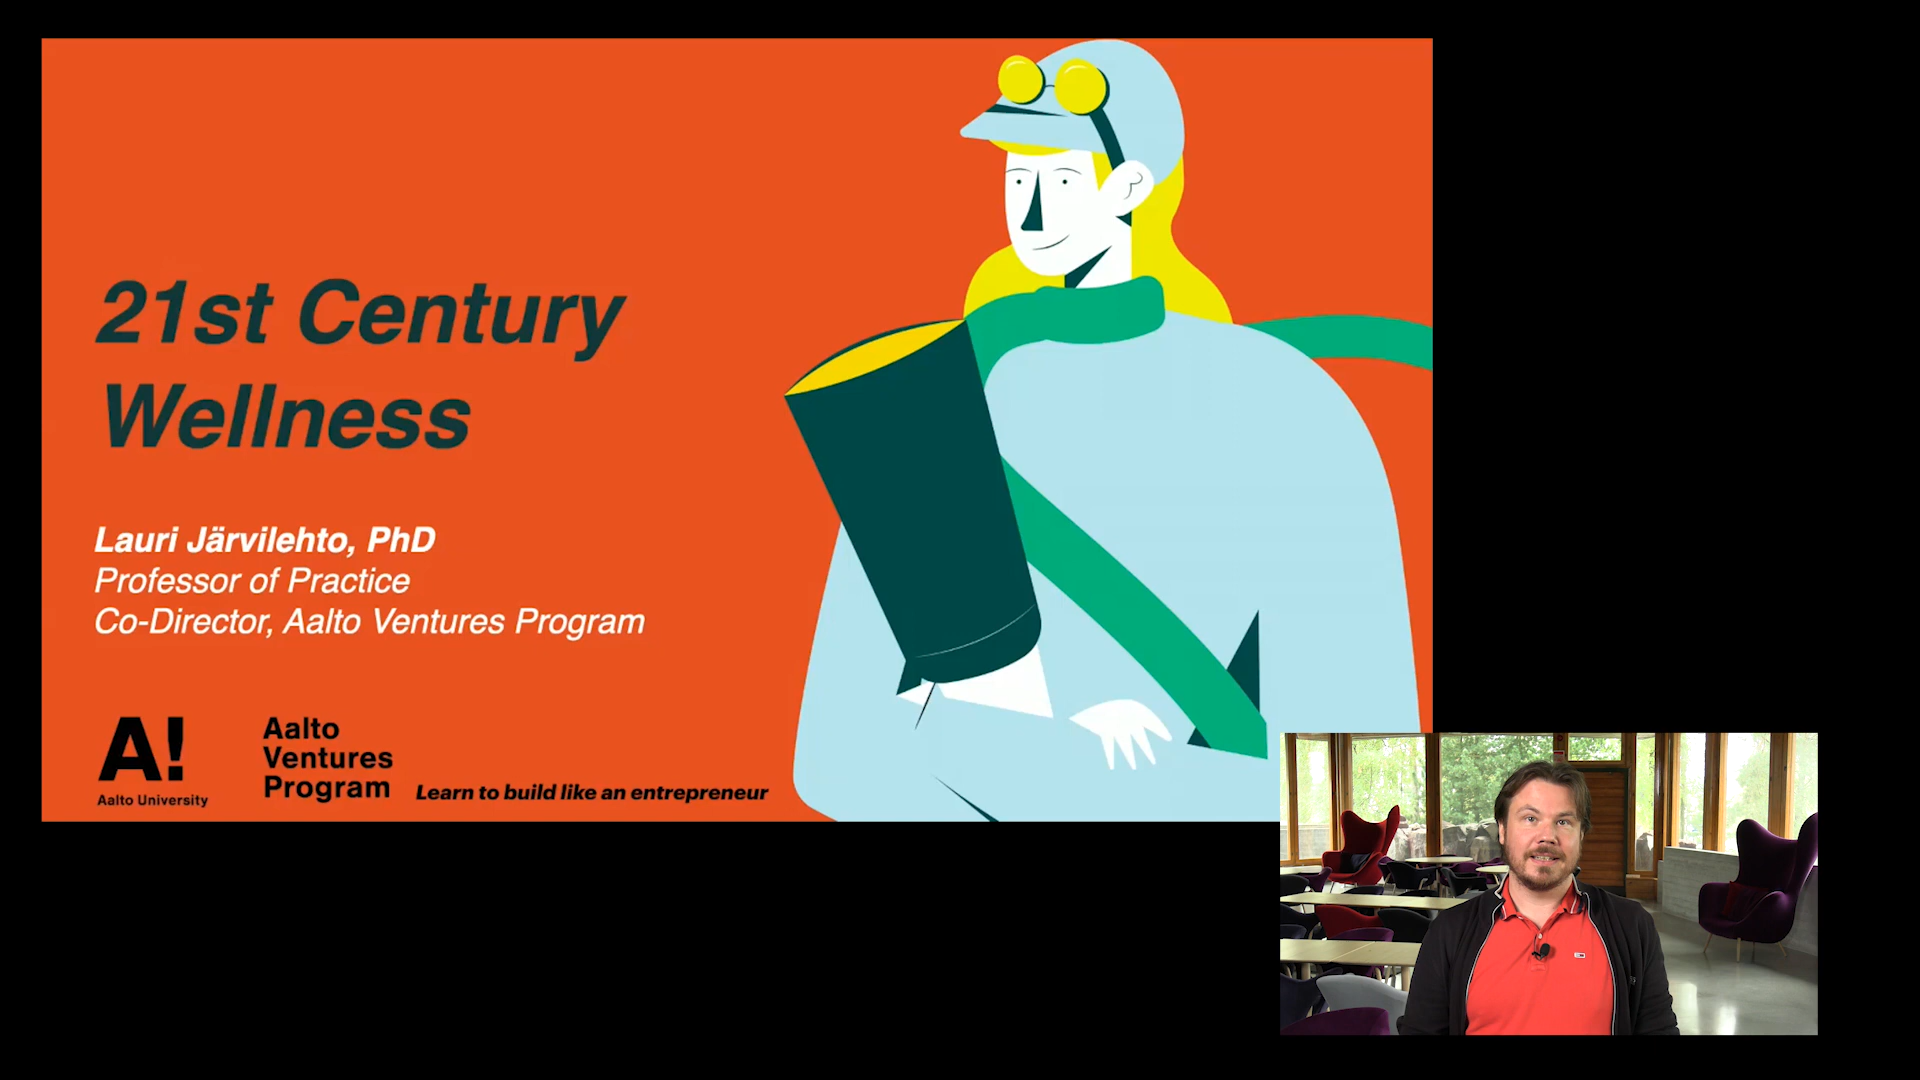 21st Century
Wellness
Lauri Järvilehto, PhD
Professor of Practice
Co-Director, Aalto Ventures Program
A!
Aalto University
Aalto
Ventures
Program
Learn to build like an entrepreneur